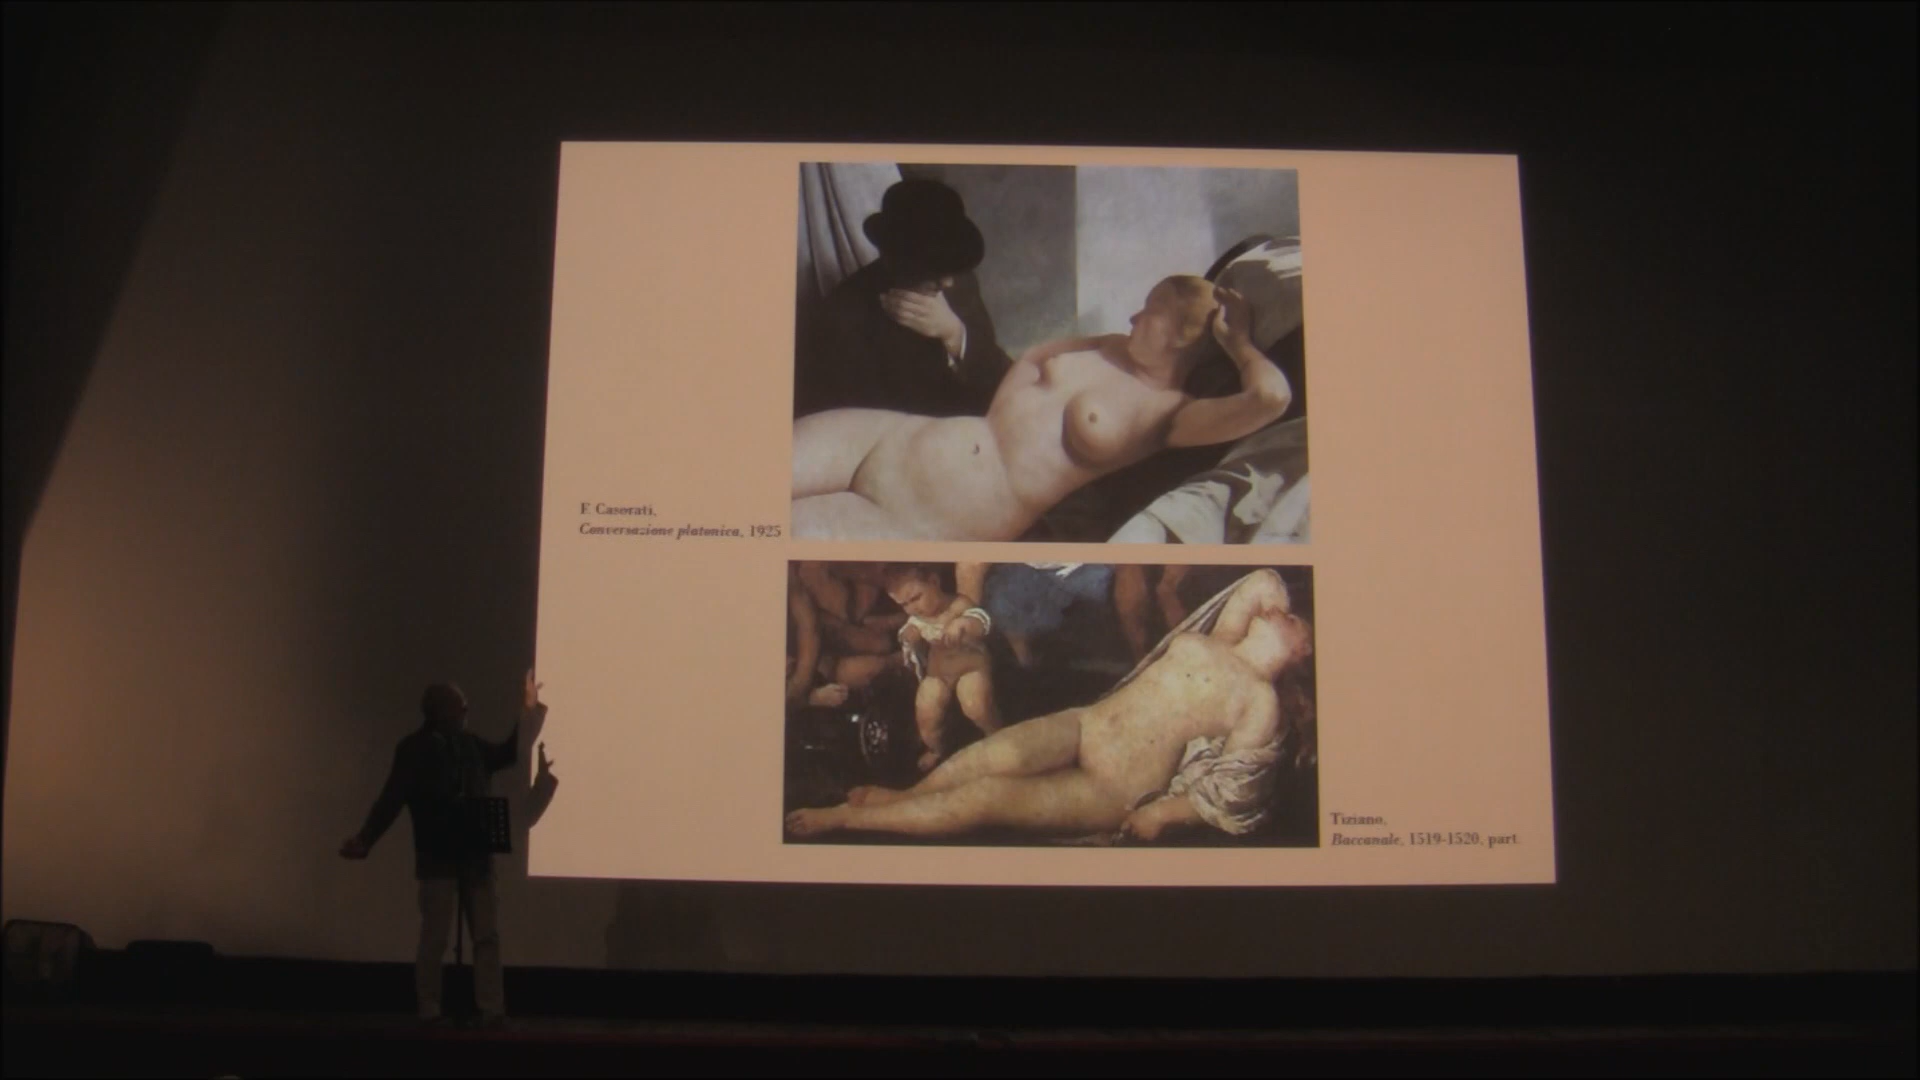 F. Casorati,
Conversazione platonica, 1925
Tiziano,
Baccanale, 1519-1520, part.